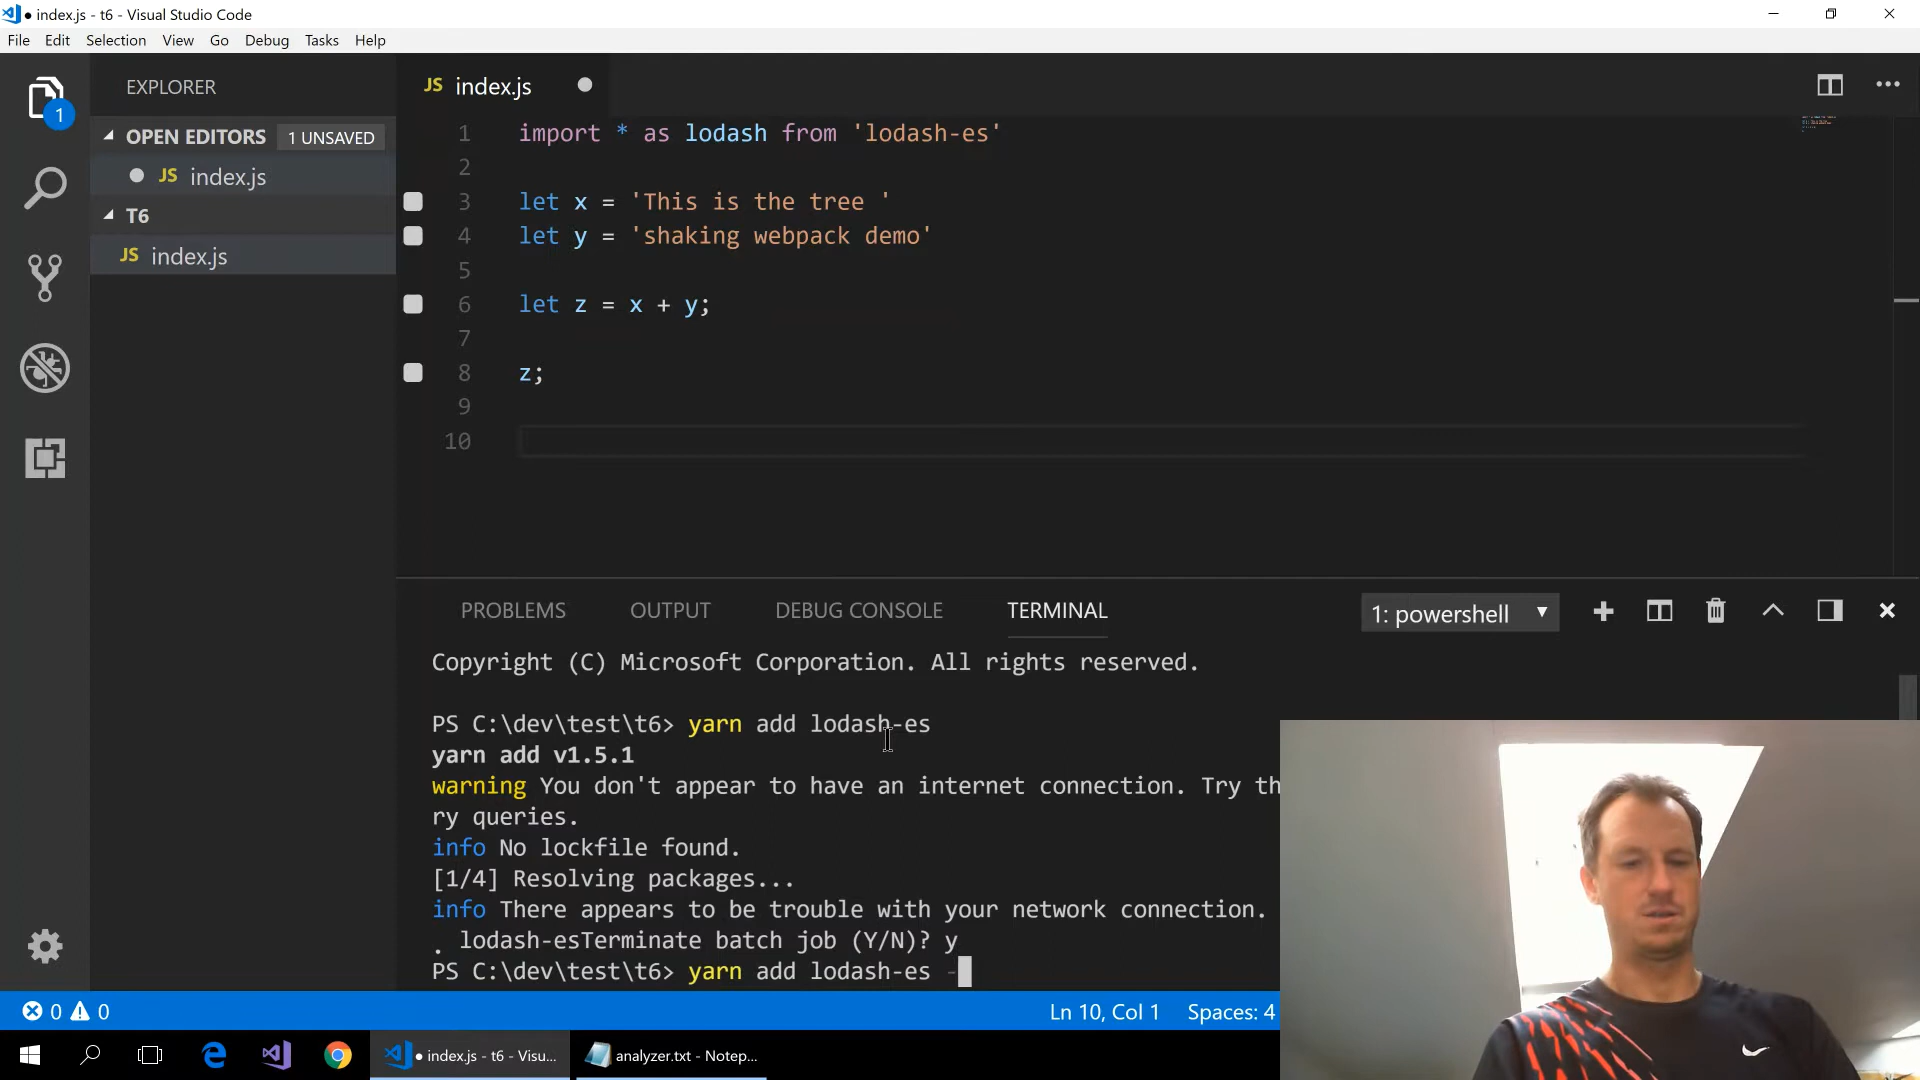 index.js - t6 - Visual Studio Code
File Edit Selection View Go Debug Tasks Help
EXPLORER
JS index.js
OPEN EDITORS 1 UNSAVED
JS index.js
T6
JS index.js
1
1 import * as lodash from 'lodash-es'
2
3 let x = 'This is the tree '
4 let y = 'shaking webpack demo'
5
6 let z = x + y;
7
8 z;
9
10
PROBLEMS OUTPUT DEBUG CONSOLE TERMINAL 1: powershell
Copyright (C) Microsoft Corporation. All rights reserved.
PS C:\dev\test\t6> yarn add lodash-es
yarn add v1.5.1
warning You don't appear to have an internet connection. Try th
ry queries.
info No lockfile found.
[1/4] Resolving packages...
info There appears to be trouble with your network connection.
. lodash-esTerminate batch job (Y/N)? y
PS C:\dev\test\t6> yarn add lodash-es -
0 0 Ln 10, Col 1 Spaces: 4
index.js - t6 - Visu... analyzer.txt - Notep...